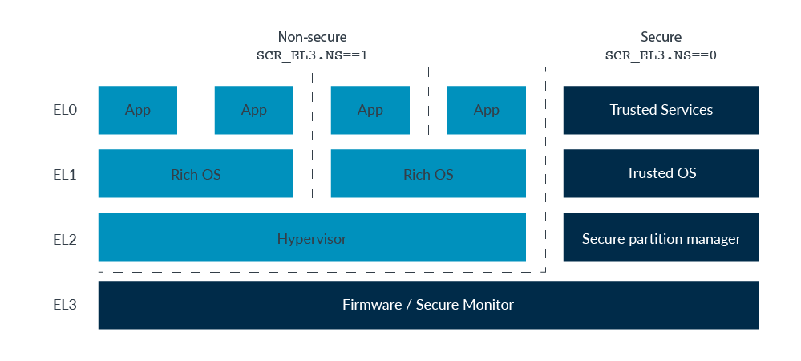 Non-secure
SCR_EL3.NS==1
Secure
SCR_EL3.NS==0
EL0
App
App
App
App
Trusted Services
EL1
Rich OS
Rich OS
Trusted OS
EL2
Hypervisor
Secure partition manager
EL3
Firmware / Secure Monitor